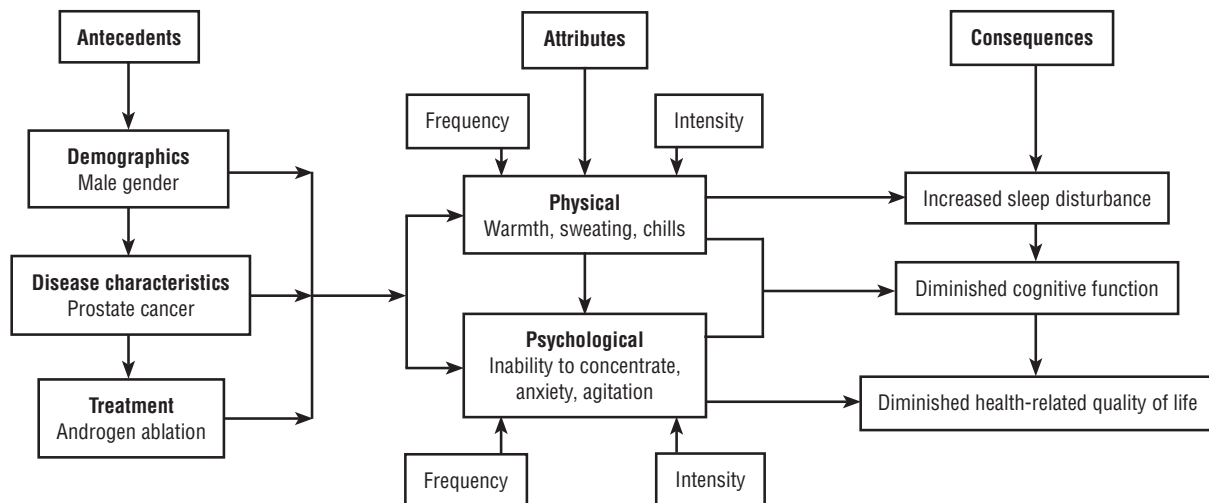 Antecedents
Attributes
Consequences
Frequency
Intensity
Demographics
Male gender
Physical
Warmth, sweating, chills
Increased sleep disturbance
Disease characteristics
Prostate cancer
Diminished cognitive function
Psychological
Inability to concentrate,
anxiety, agitation
Treatment
Androgen ablation
Diminished health-related quality of life
Frequency
Intensity